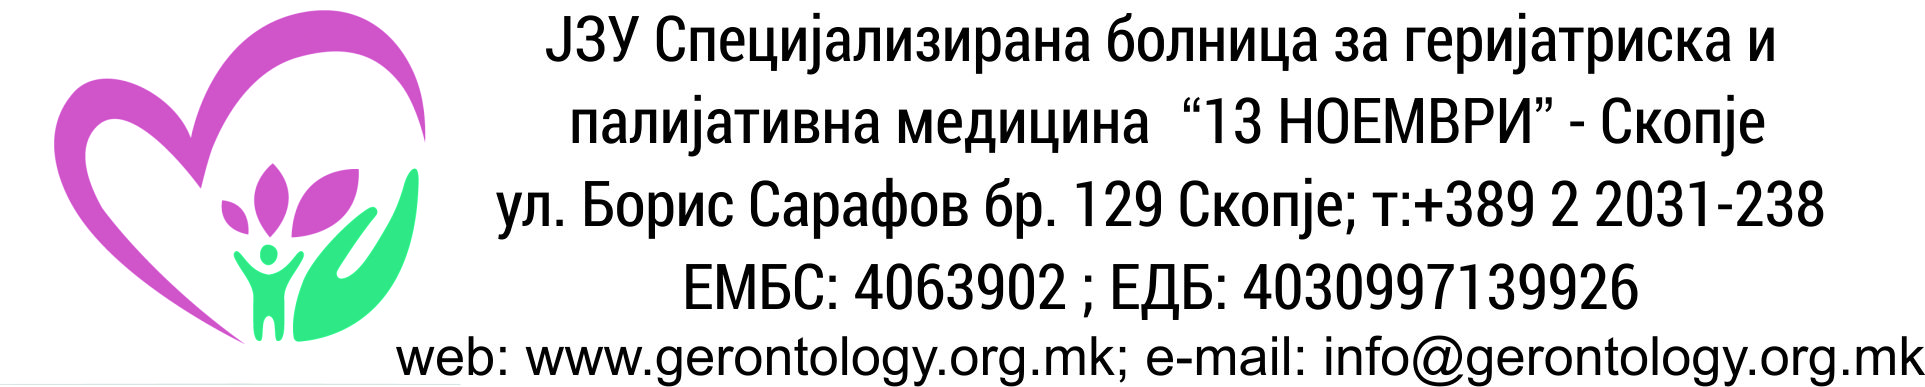 ЈЗУ Специјализирана болница за геријатриска и
палијативна медицина “13 НОЕМВРИ” - Скопје
ул. Борис Сарафов бр. 129 Скопје; т:+389 2 2031-238
ЕМБС: 4063902 ; ЕДБ: 4030997139926
web: www.gerontology.org.mk; e-mail: info@gerontology.org.mk